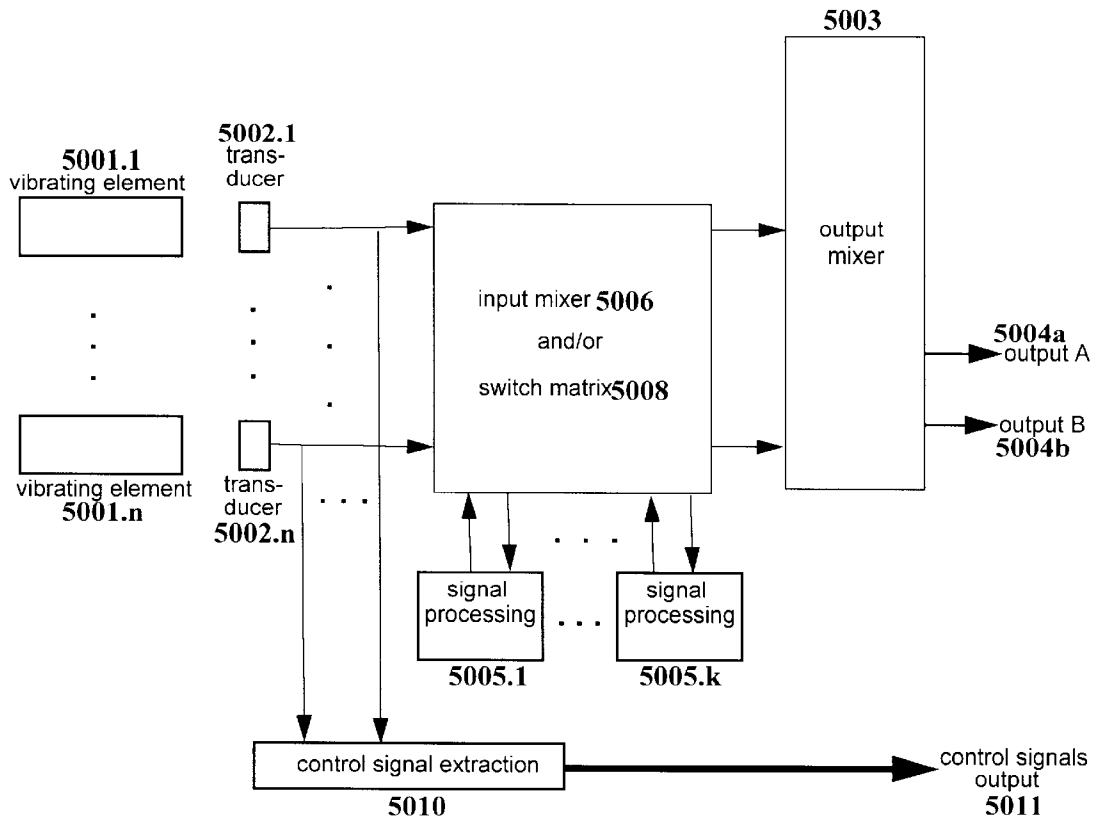 5003
5002.1
trans-
ducer
5001.1
vibrating element
output
mixer
input mixer 5006
and/or
switch matrix 5008
5004a
output A
output B
5004b
vibrating element
5001.n
trans-
ducer
5002.n
signal
processing
5005.1
signal
processing
5005.k
control signal extraction
5010
control signals
output
5011